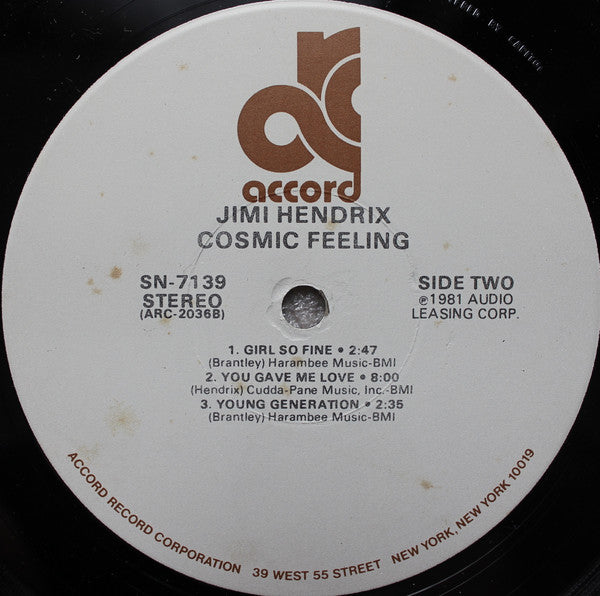 accord
JIMI HENDRIX
COSMIC FEELING
SN-7139
STEREO
(ARC-2036B)
SIDE TWO
℗1981 AUDIO
LEASING CORP.
1. GIRL SO FINE • 2:47
(Brantley) Harambee Music-BMI
2. YOU GAVE ME LOVE • 8:00
(Hendrix) Cudda-Pane Music, Inc.-BMI
3. YOUNG GENERATION • 2:35
(Brantley) Harambee Music-BMI
ACCORD RECORD CORPORATION 39 WEST 55 STREET NEW YORK, NEW YORK 10019